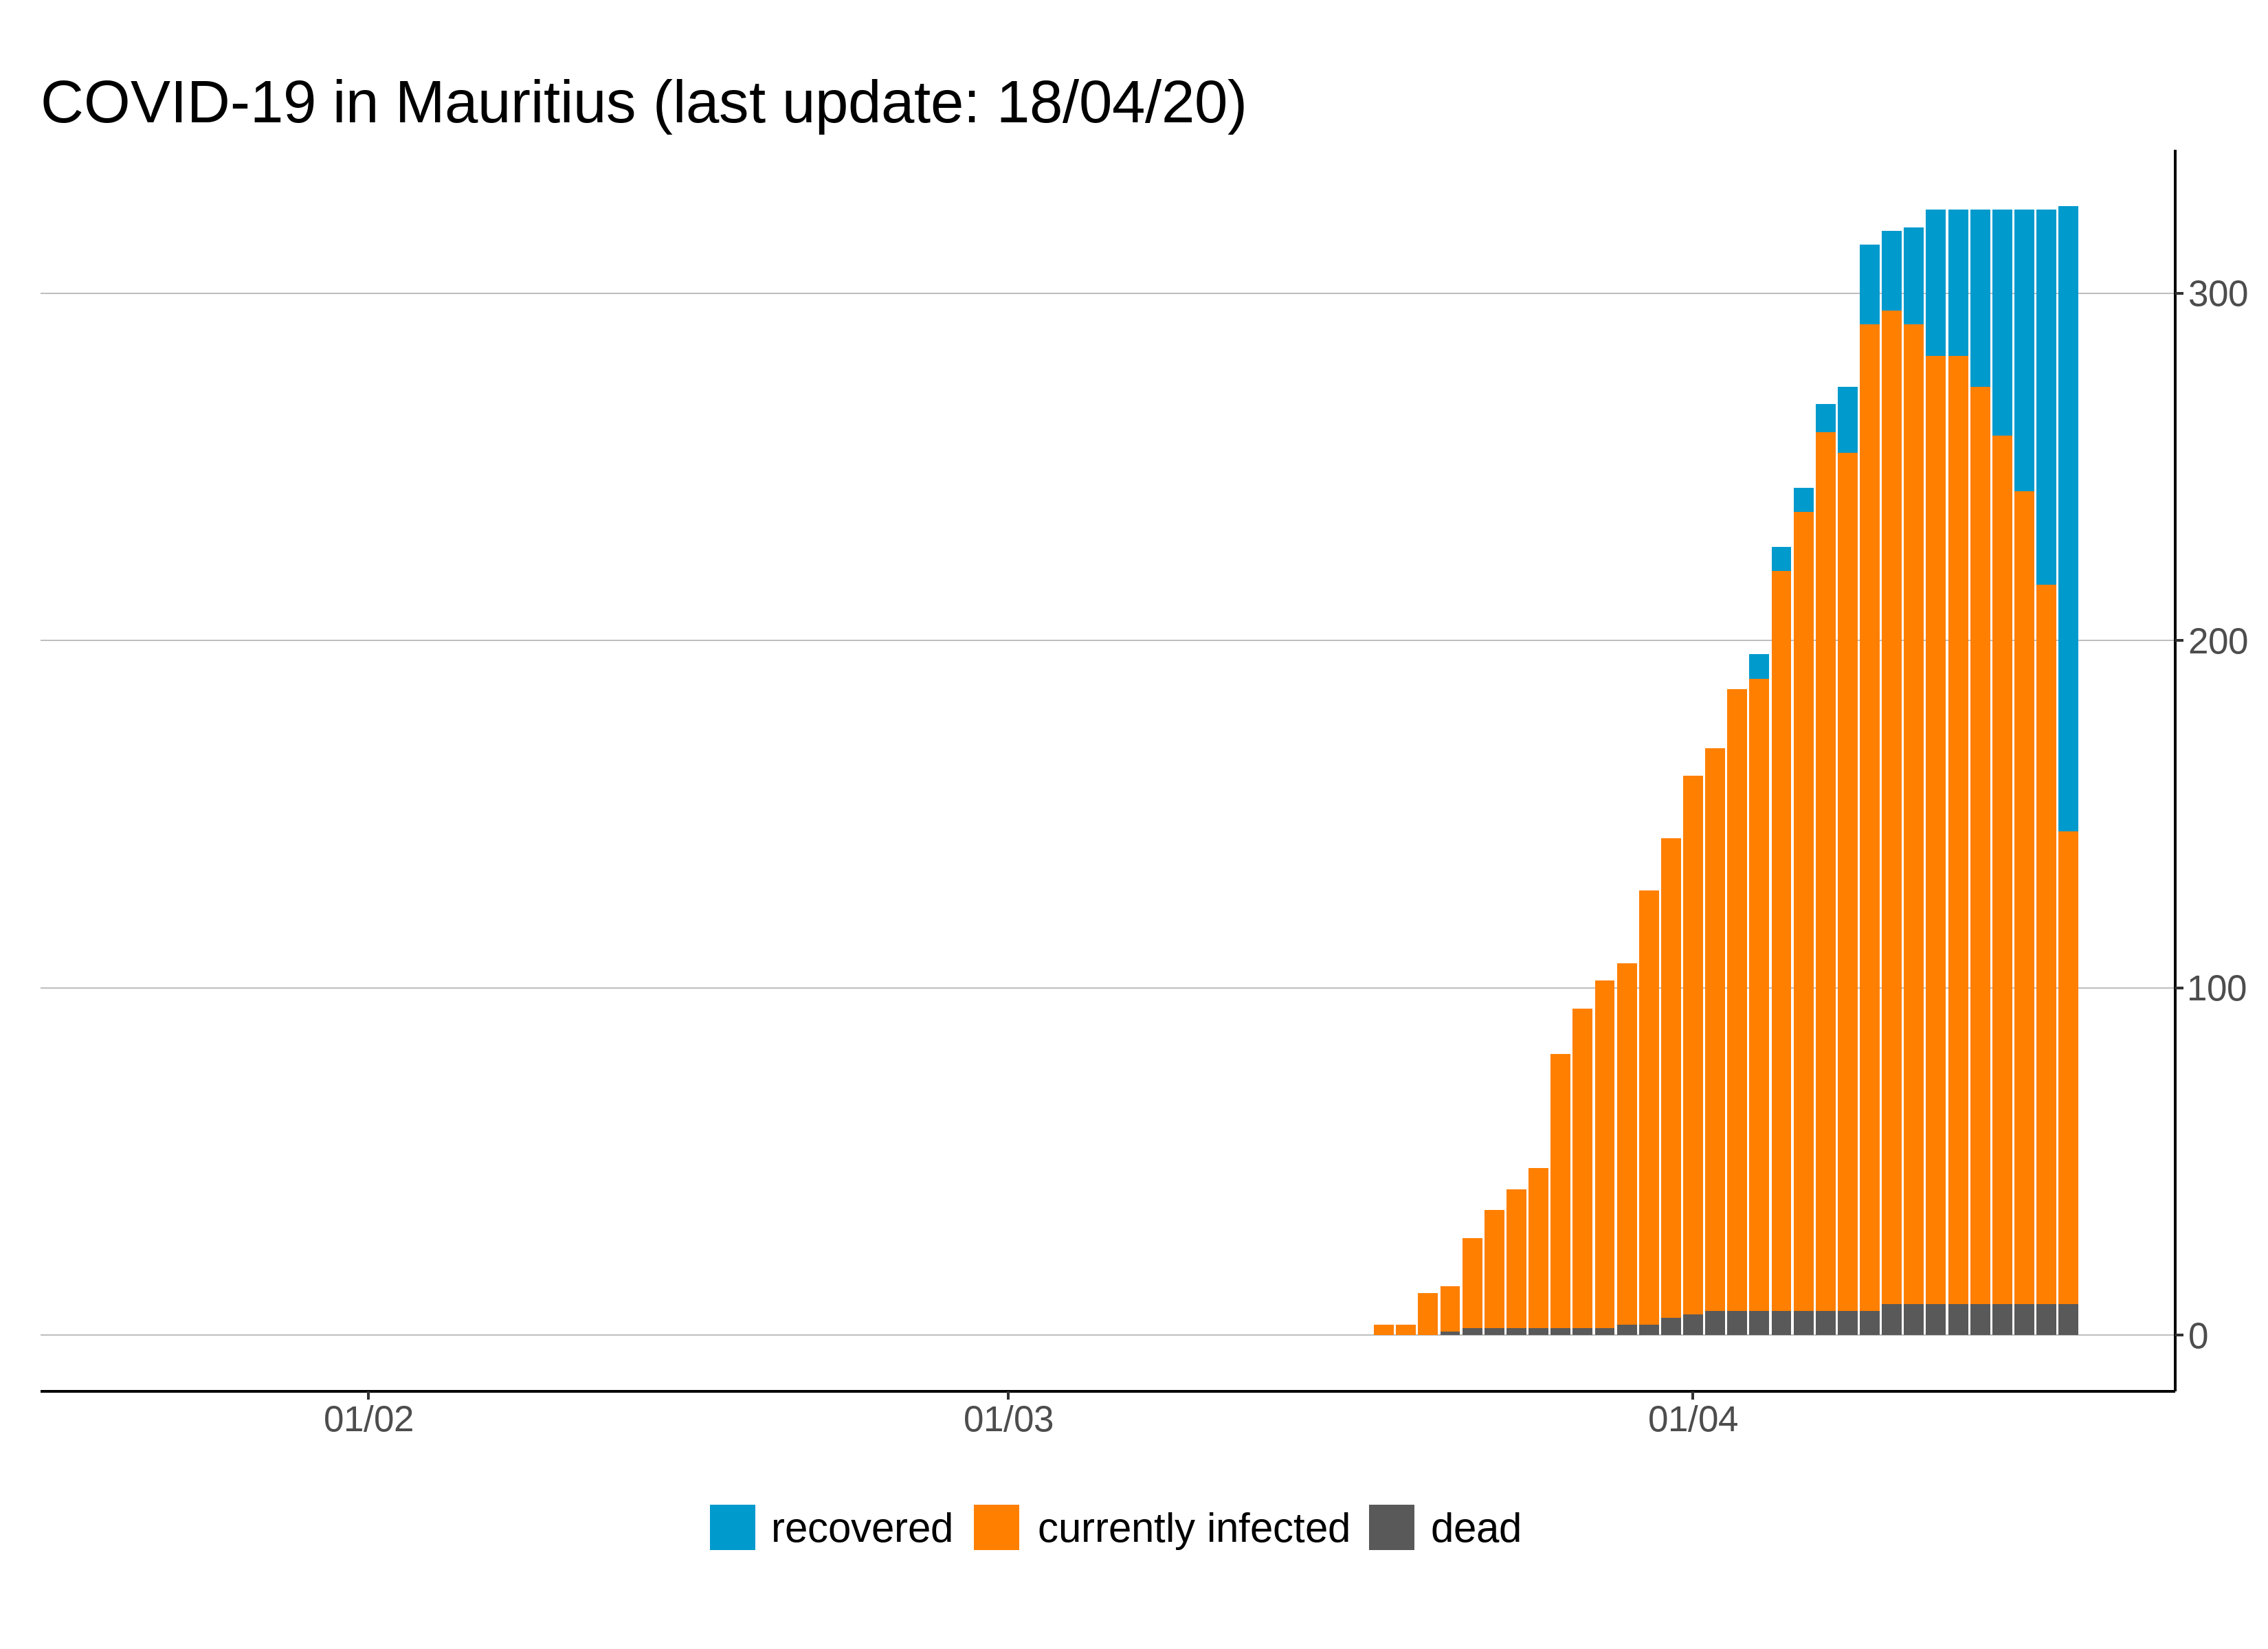 COVID-19 in Mauritius (last update: 18/04/20)
300
200
100
0
01/02 01/03 01/04
recovered currently infected dead